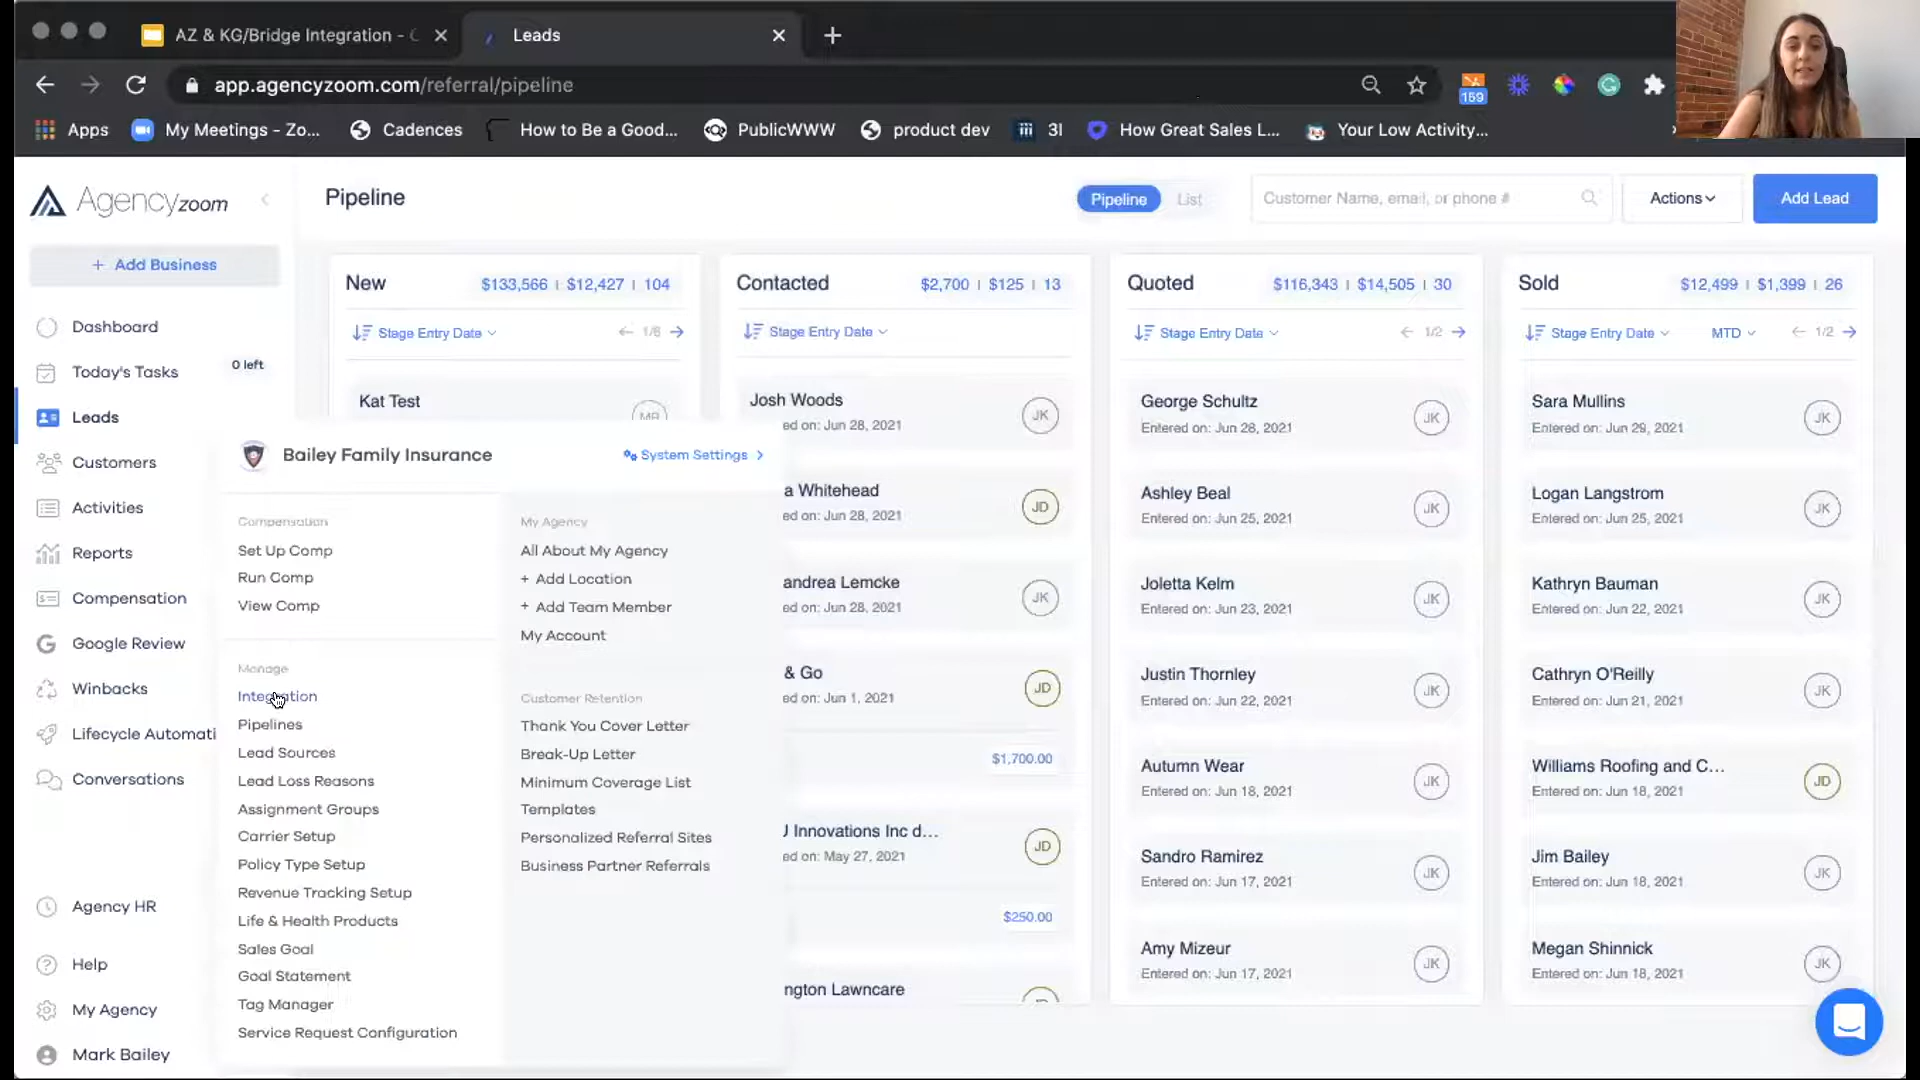 AZ & KG/Bridge Integration -
Leads
app.agencyzoom.com/referral/pipeline
159
Apps
My Meetings - Zo...
Cadences
How to Be a Good...
PublicWWW
product dev
3I
How Great Sales L...
Your Low Activity...
Agencyzoom
Pipeline
Pipeline
List
Customer Name, email, or phone #
Actions
Add Lead
+ Add Business
Dashboard
Today's Tasks
0 left
Leads
Customers
Activities
Reports
Compensation
Google Review
Winbacks
Lifecycle Automati
Conversations
Agency HR
Help
My Agency
Mark Bailey
New
$133,566 | $12,427 | 104
Stage Entry Date
1/6
Kat Test
Bailey Family Insurance
System Settings
Compensation
Set Up Comp
Run Comp
View Comp
Manage
Integration
Pipelines
Lead Sources
Lead Loss Reasons
Assignment Groups
Carrier Setup
Policy Type Setup
Revenue Tracking Setup
Life & Health Products
Sales Goal
Goal Statement
Tag Manager
Service Request Configuration
My Agency
All About My Agency
+ Add Location
+ Add Team Member
My Account
Customer Retention
Thank You Cover Letter
Break-Up Letter
Minimum Coverage List
Templates
Personalized Referral Sites
Business Partner Referrals
Contacted
$2,700 | $125 | 13
Stage Entry Date
Josh Woods
JK
ed on: Jun 28, 2021
a Whitehead
JD
ed on: Jun 28, 2021
andrea Lemcke
JK
ed on: Jun 28, 2021
& Go
JD
ed on: Jun 1, 2021
$1,700.00
J Innovations Inc d...
JD
ed on: May 27, 2021
$250.00
ngton Lawncare
Quoted
$116,343 | $14,505 | 30
Stage Entry Date
1/2
George Schultz
JK
Entered on: Jun 28, 2021
Ashley Beal
JK
Entered on: Jun 25, 2021
Joletta Kelm
JK
Entered on: Jun 23, 2021
Justin Thornley
JK
Entered on: Jun 22, 2021
Autumn Wear
JK
Entered on: Jun 18, 2021
Sandro Ramirez
JK
Entered on: Jun 17, 2021
Amy Mizeur
JK
Entered on: Jun 17, 2021
Sold
$12,499 | $1,399 | 26
Stage Entry Date
MTD
1/2
Sara Mullins
JK
Entered on: Jun 29, 2021
Logan Langstrom
JK
Entered on: Jun 25, 2021
Kathryn Bauman
JK
Entered on: Jun 22, 2021
Cathryn O'Reilly
JK
Entered on: Jun 21, 2021
Williams Roofing and C...
JD
Entered on: Jun 18, 2021
Jim Bailey
JK
Entered on: Jun 18, 2021
Megan Shinnick
JK
Entered on: Jun 18, 2021